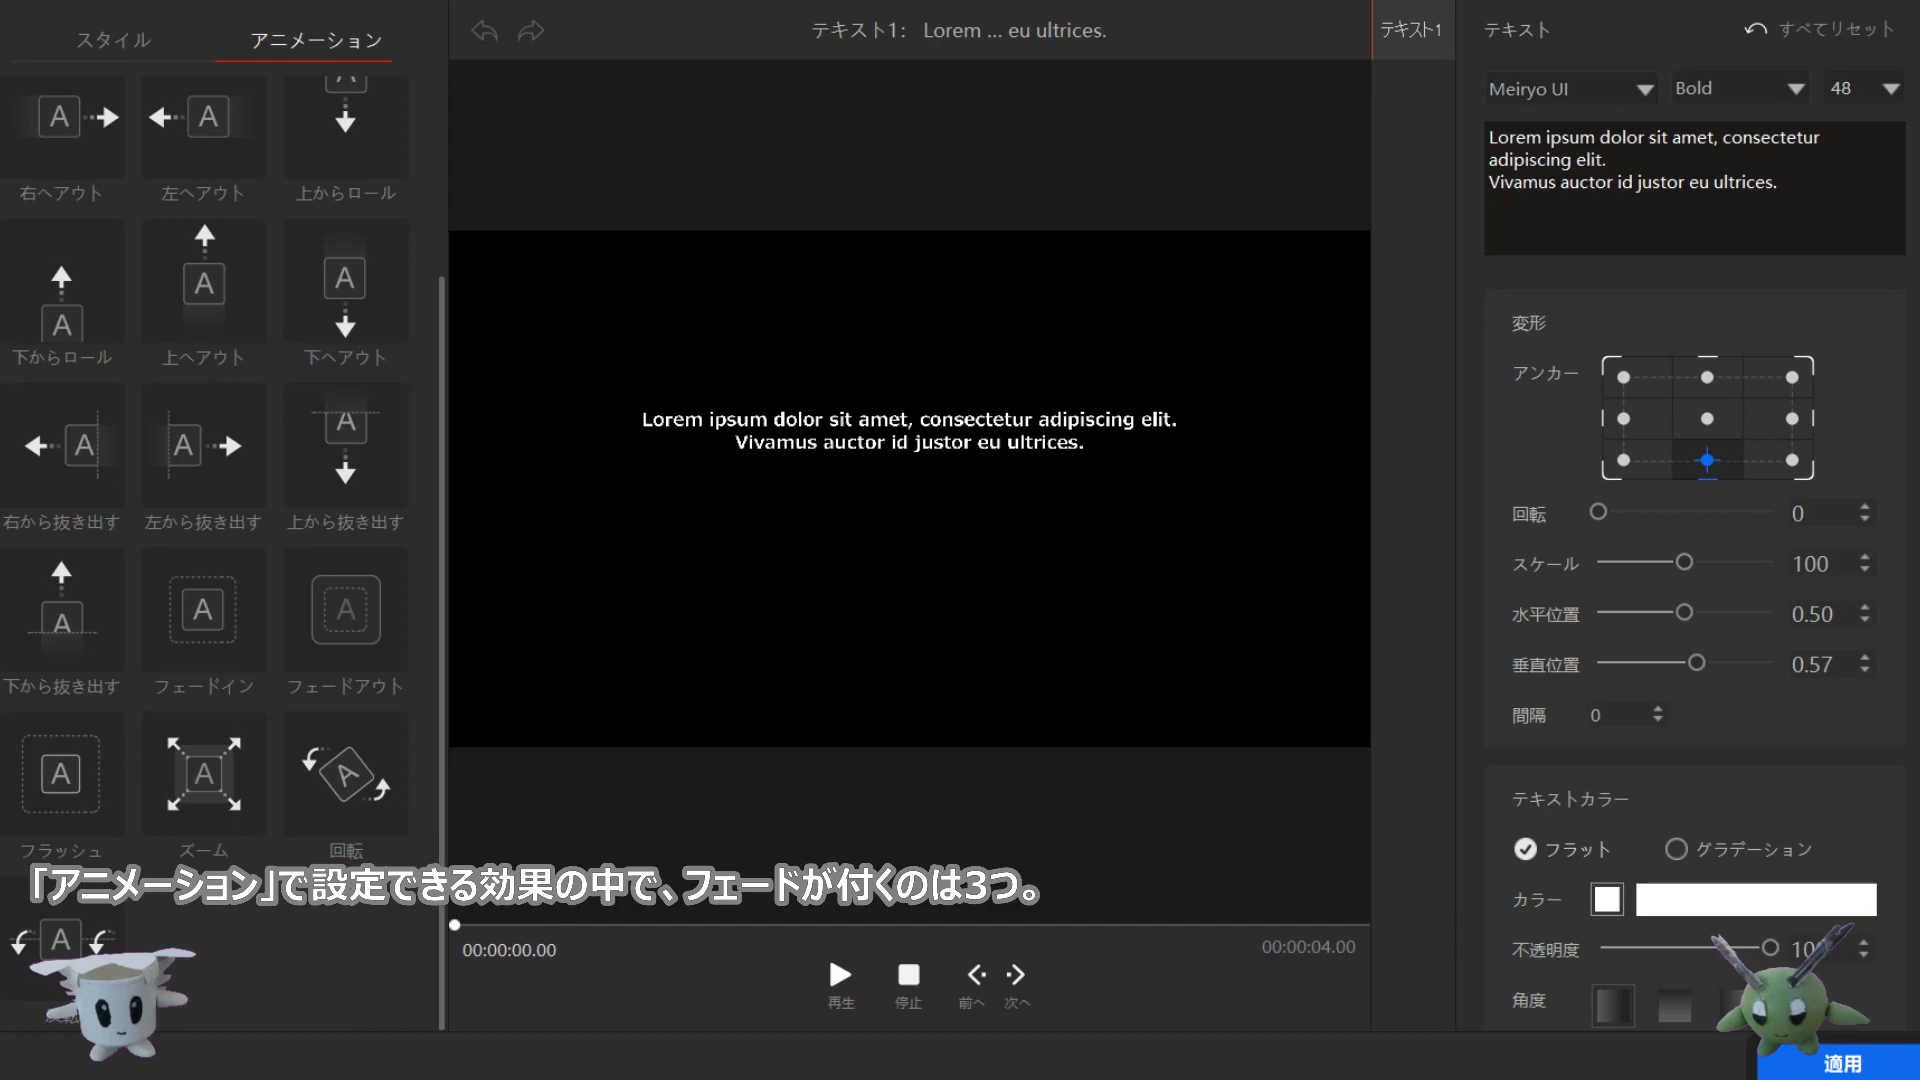 スタイル
アニメーション
右へアウト
左へアウト
上からロール
下からロール
上へアウト
下へアウト
右から抜き出す
左から抜き出す
上から抜き出す
下から抜き出す
フェードイン
フェードアウト
フラッシュ
ズーム
回転
テキスト1: Lorem ... eu ultrices.
テキスト1
Lorem ipsum dolor sit amet, consectetur adipiscing elit.
Vivamus auctor id justor eu ultrices.
「アニメーション」で設定できる効果の中で、フェードが付くのは3つ。
00:00:00.00
00:00:04.00
再生
停止
前へ
次へ
テキスト
すべてリセット
Meiryo UI
Bold
48
Lorem ipsum dolor sit amet, consectetur
adipiscing elit.
Vivamus auctor id justor eu ultrices.
変形
アンカー
回転 0
スケール 100
水平位置 0.50
垂直位置 0.57
間隔 0
テキストカラー
フラット
グラデーション
カラー
不透明度
角度
適用